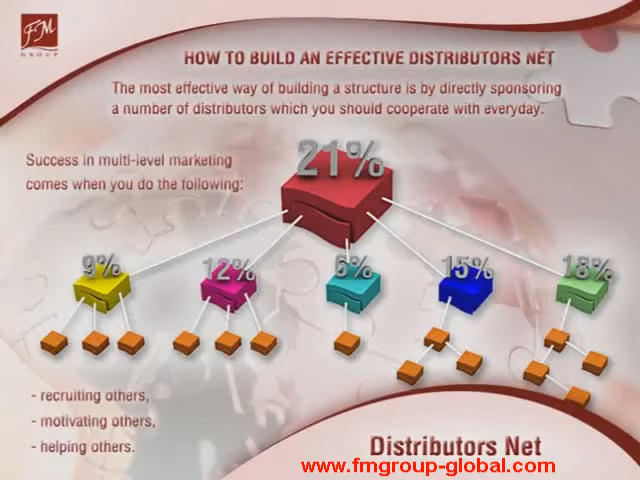 FM
GROUP
HOW TO BUILD AN EFFECTIVE DISTRIBUTORS NET
The most effective way of building a structure is by directly sponsoring
a number of distributors which you should cooperate with everyday.
Success in multi-level marketing
comes when you do the following:
21%
9% 12% 6% 15% 18%
- recruiting others,
- motivating others,
- helping others.
Distributors Net
www.fmgroup-global.com